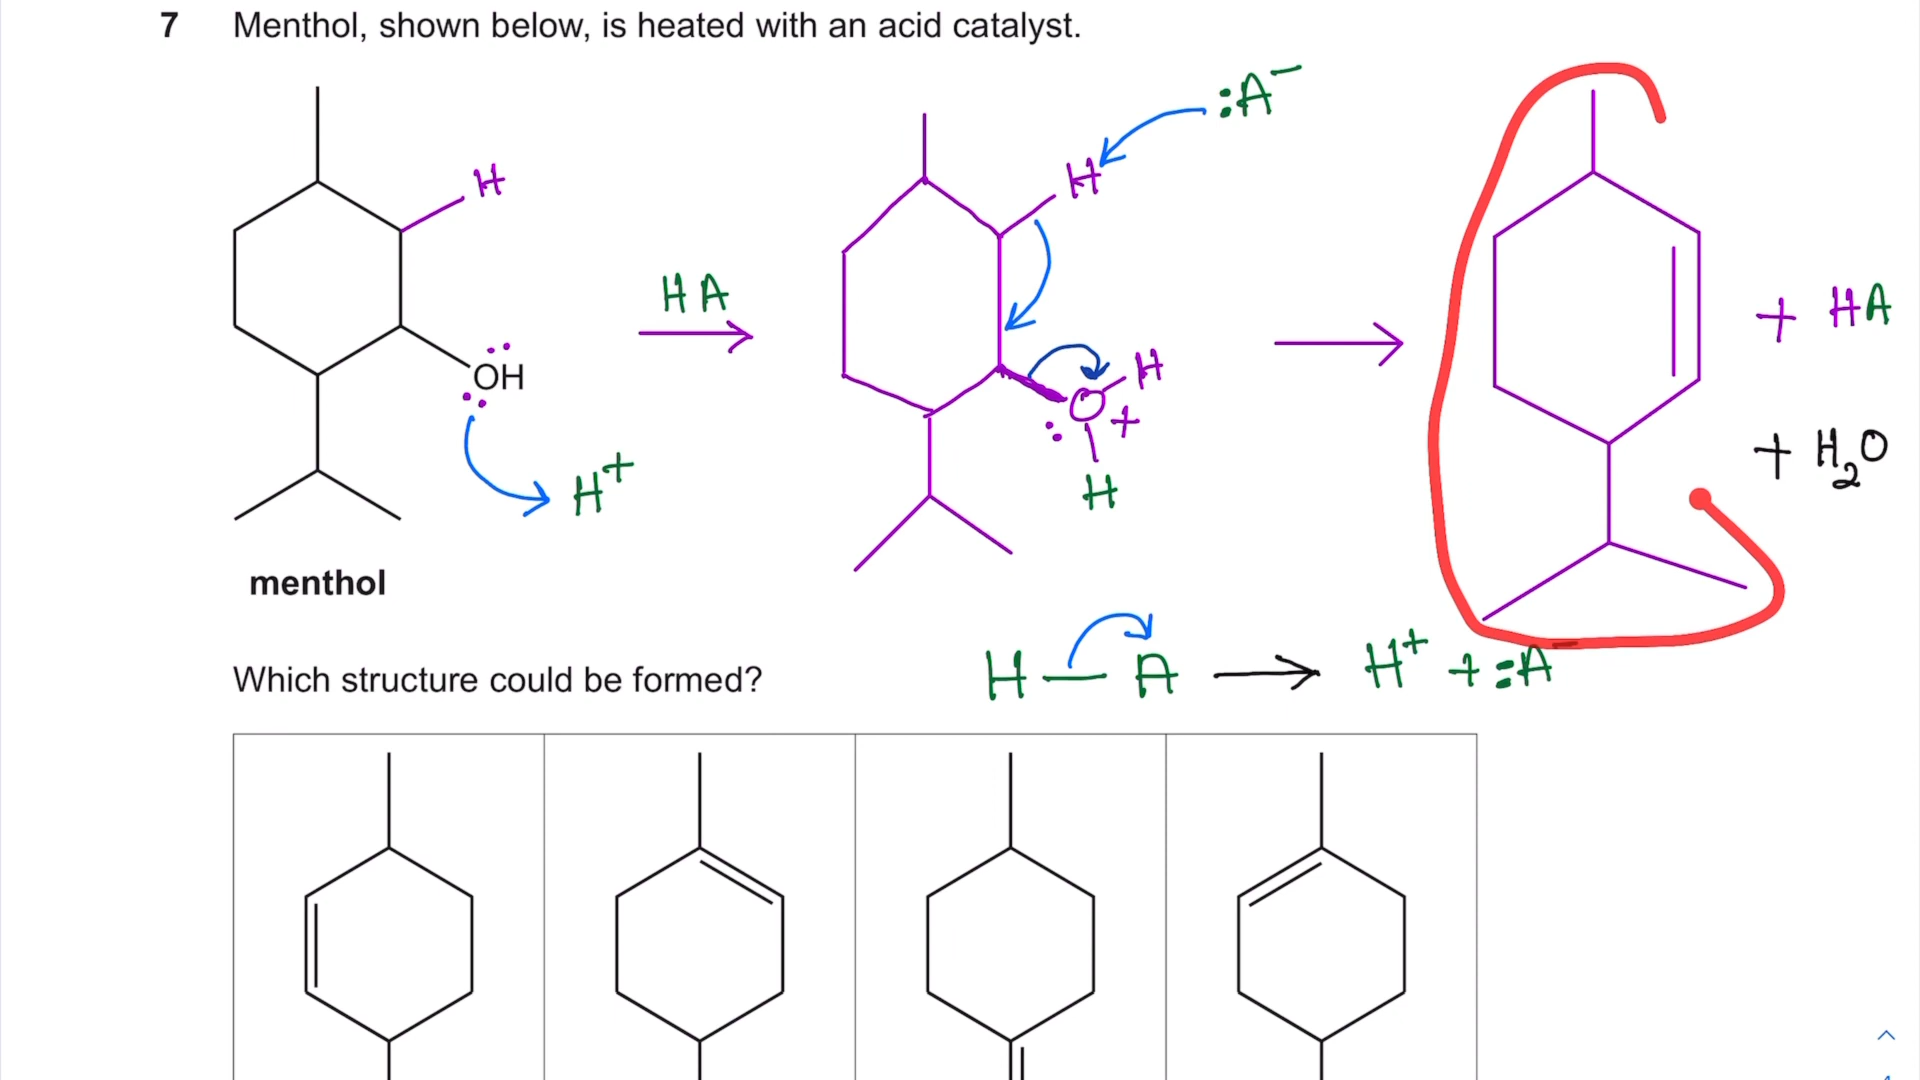 7 Menthol, shown below, is heated with an acid catalyst.
:A⁻
H
H
HA
+ HA
OH
H
O
+
+ H₂O
H⁺
H
menthol
H — A → H⁺ + :A⁻
Which structure could be formed?